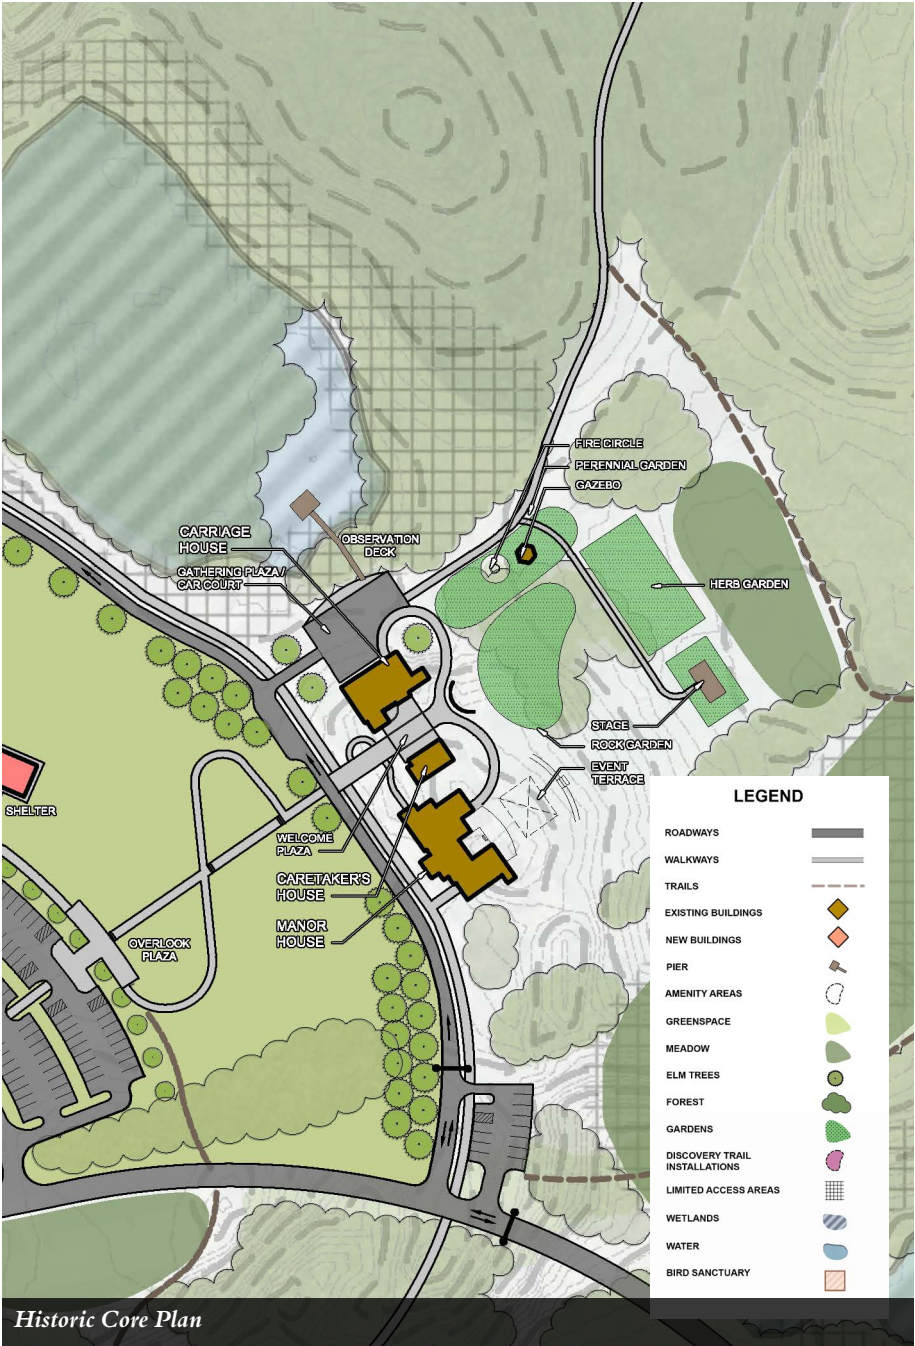 FIRE CIRCLE
PERENNIAL GARDEN
GAZEBO
CARRIAGE
HOUSE
OBSERVATION
DECK
GATHERING PLAZA /
CAR COURT
HERB GARDEN
STAGE
ROCK GARDEN
EVENT
TERRACE
SHELTER
WELCOME
PLAZA
CARETAKER'S
HOUSE
MANOR
HOUSE
OVERLOOK
PLAZA
LEGEND
ROADWAYS
WALKWAYS
TRAILS
EXISTING BUILDINGS
NEW BUILDINGS
PIER
AMENITY AREAS
GREENSPACE
MEADOW
ELM TREES
FOREST
GARDENS
DISCOVERY TRAIL
INSTALLATIONS
LIMITED ACCESS AREAS
WETLANDS
WATER
BIRD SANCTUARY
Historic Core Plan